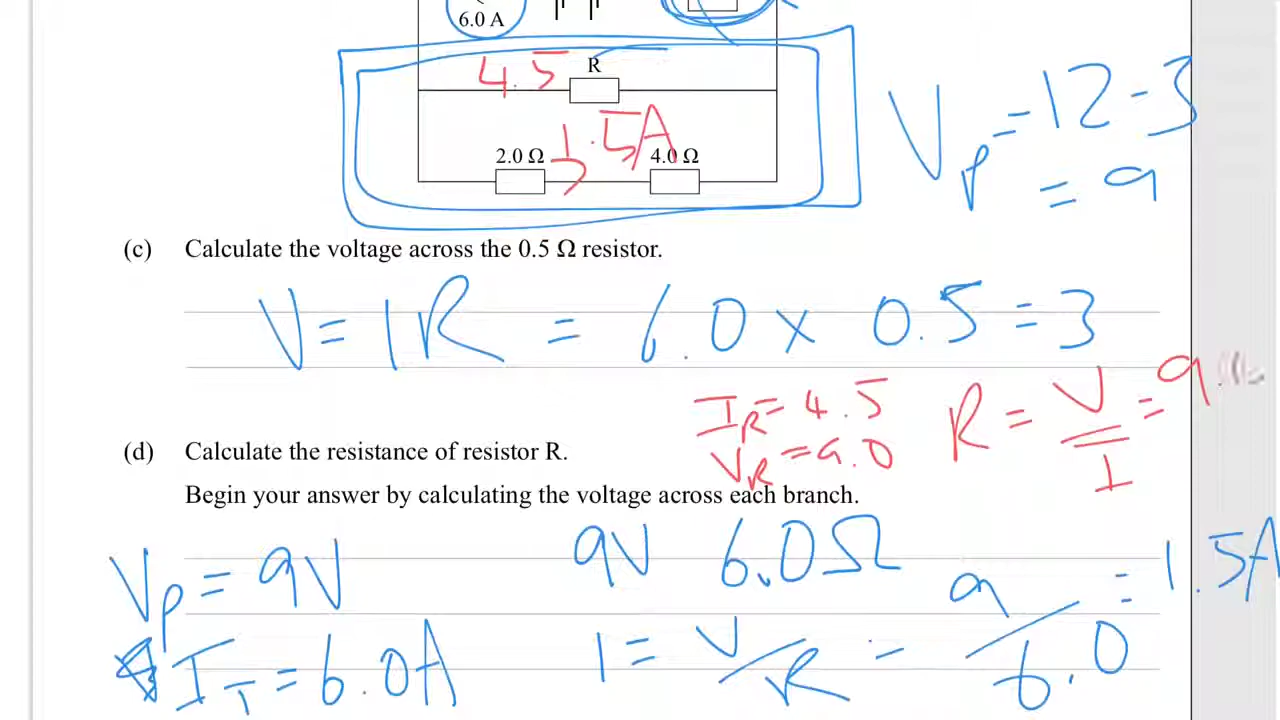 6.0 A
4.5
R
1.5A
2.0 Ω
4.0 Ω
Vp = 12 - 3
= 9
(c) Calculate the voltage across the 0.5 Ω resistor.
V = IR = 6.0 x 0.5 = 3
I_R = 4.5
V_R = 9.0
R = V/I = 9.
(d) Calculate the resistance of resistor R.
Begin your answer by calculating the voltage across each branch.
Vp = 9V
9V 6.0Ω
I_T = 6.0A
I = V/R = 9/6.0 = 1.5A